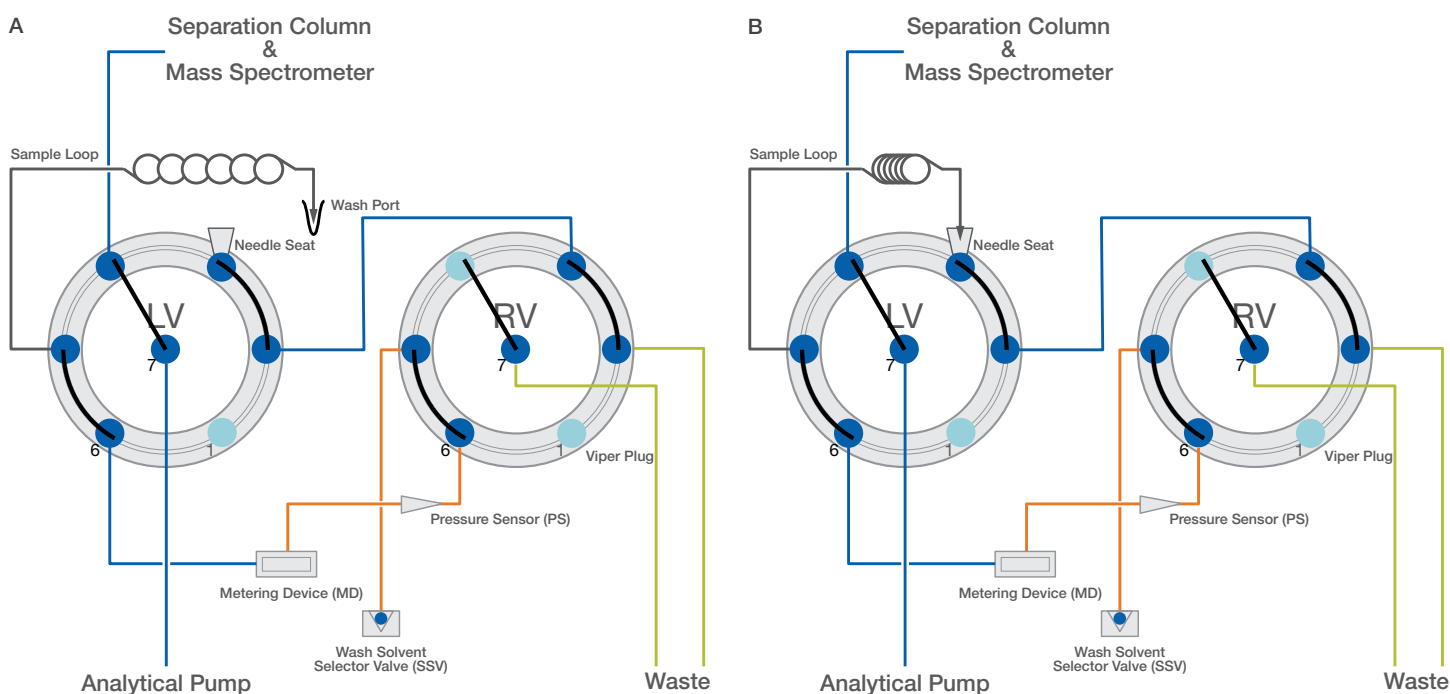 A
Separation Column
&
Mass Spectrometer
Sample Loop
Wash Port
Needle Seat
LV
7
RV
7
6
1
6
1
Viper Plug
Pressure Sensor (PS)
Metering Device (MD)
Wash Solvent
Selector Valve (SSV)
Analytical Pump
Waste
B
Separation Column
&
Mass Spectrometer
Sample Loop
Needle Seat
LV
7
RV
7
6
1
6
1
Viper Plug
Pressure Sensor (PS)
Metering Device (MD)
Wash Solvent
Selector Valve (SSV)
Analytical Pump
Waste